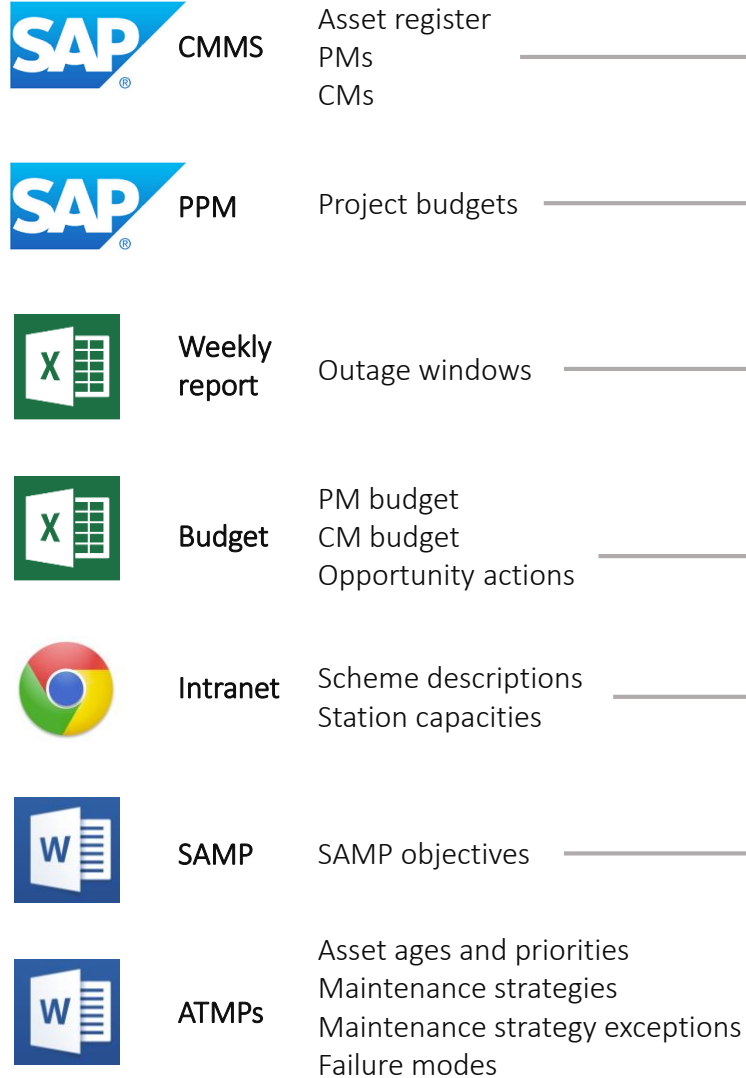 SAP
®
CMMS
Asset register
PMs
CMs
SAP
®
PPM
Project budgets
X
Weekly
report
Outage windows
X
Budget
PM budget
CM budget
Opportunity actions
Intranet
Scheme descriptions
Station capacities
W
SAMP
SAMP objectives
W
ATMPs
Asset ages and priorities
Maintenance strategies
Maintenance strategy exceptions
Failure modes